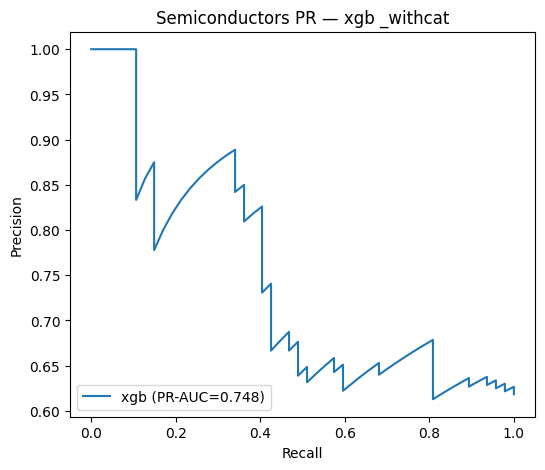 Semiconductors PR — xgb _withcat
1.00
0.95
0.90
0.85
0.80
0.75
0.70
0.65
0.60
Precision
xgb (PR-AUC=0.748)
0.0 0.2 0.4 0.6 0.8 1.0
Recall